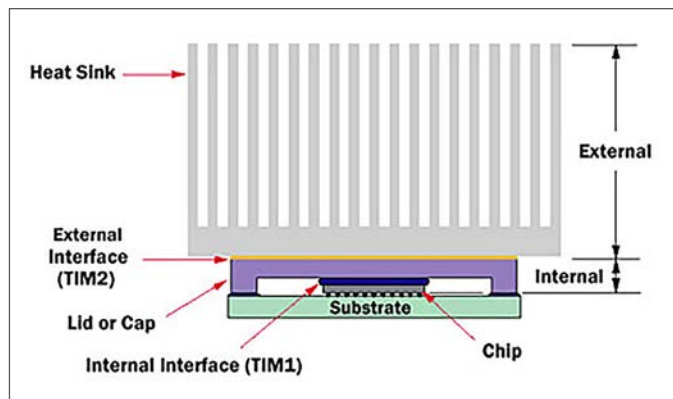 Heat Sink
External
External
Interface
(TIM2)
Internal
Lid or Cap
Substrate
Internal Interface (TIM1)
Chip